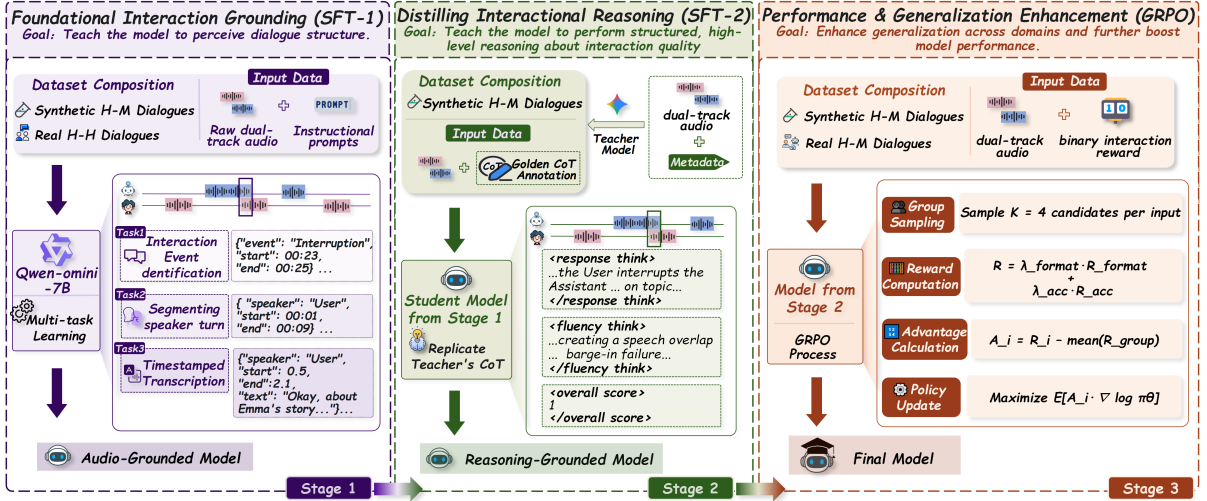 Foundational Interaction Grounding (SFT-1)
Goal: Teach the model to perceive dialogue structure.
Dataset Composition
Synthetic H-M Dialogues
Real H-H Dialogues
Input Data
Raw dual-
track audio
PROMPT
Instructional
prompts
Qwen-omini
-7B
Multi-task
Learning
Task1
Interaction
Event
dentification
{"event": "Interruption",
"start": 00:23,
"end": 00:25} ...
Task2
Segmenting
speaker turn
{ "speaker": "User",
"start": 00:01,
"end": 00:09} ...
Task3
Timestamped
Transcription
{"speaker": "User",
"start": 0.5,
"end":2.1,
"text": "Okay, about
Emma's story..."}...
Audio-Grounded Model
Stage 1
Distilling Interactional Reasoning (SFT-2)
Goal: Teach the model to perform structured, high-
level reasoning about interaction quality
Dataset Composition
Synthetic H-M Dialogues
Input Data
CoT
Golden CoT
Annotation
Teacher
Model
dual-track
audio
Metadata
Student Model
from Stage 1
Replicate
Teacher's CoT
<response think>
...the User interrupts the
Assistant ... on topic...
</response think>
<fluency think>
...creating a speech overlap
... barge-in failure...
</fluency think>
<overall score>
1
</overall score>
Reasoning-Grounded Model
Stage 2
Performance & Generalization Enhancement (GRPO)
Goal: Enhance generalization across domains and further boost
model performance.
Dataset Composition
Synthetic H-M Dialogues
Real H-M Dialogues
Input Data
dual-track
audio
1 0
binary interaction
reward
Model from
Stage 2
GRPO
Process
Group
Sampling
Sample K = 4 candidates per input
Reward
Computation
R = λ_format·R_format
+
λ_acc·R_acc
Advantage
Calculation
A_i = R_i - mean(R_group)
Policy
Update
Maximize E[A_i· ∇ log πθ]
Final Model
Stage 3